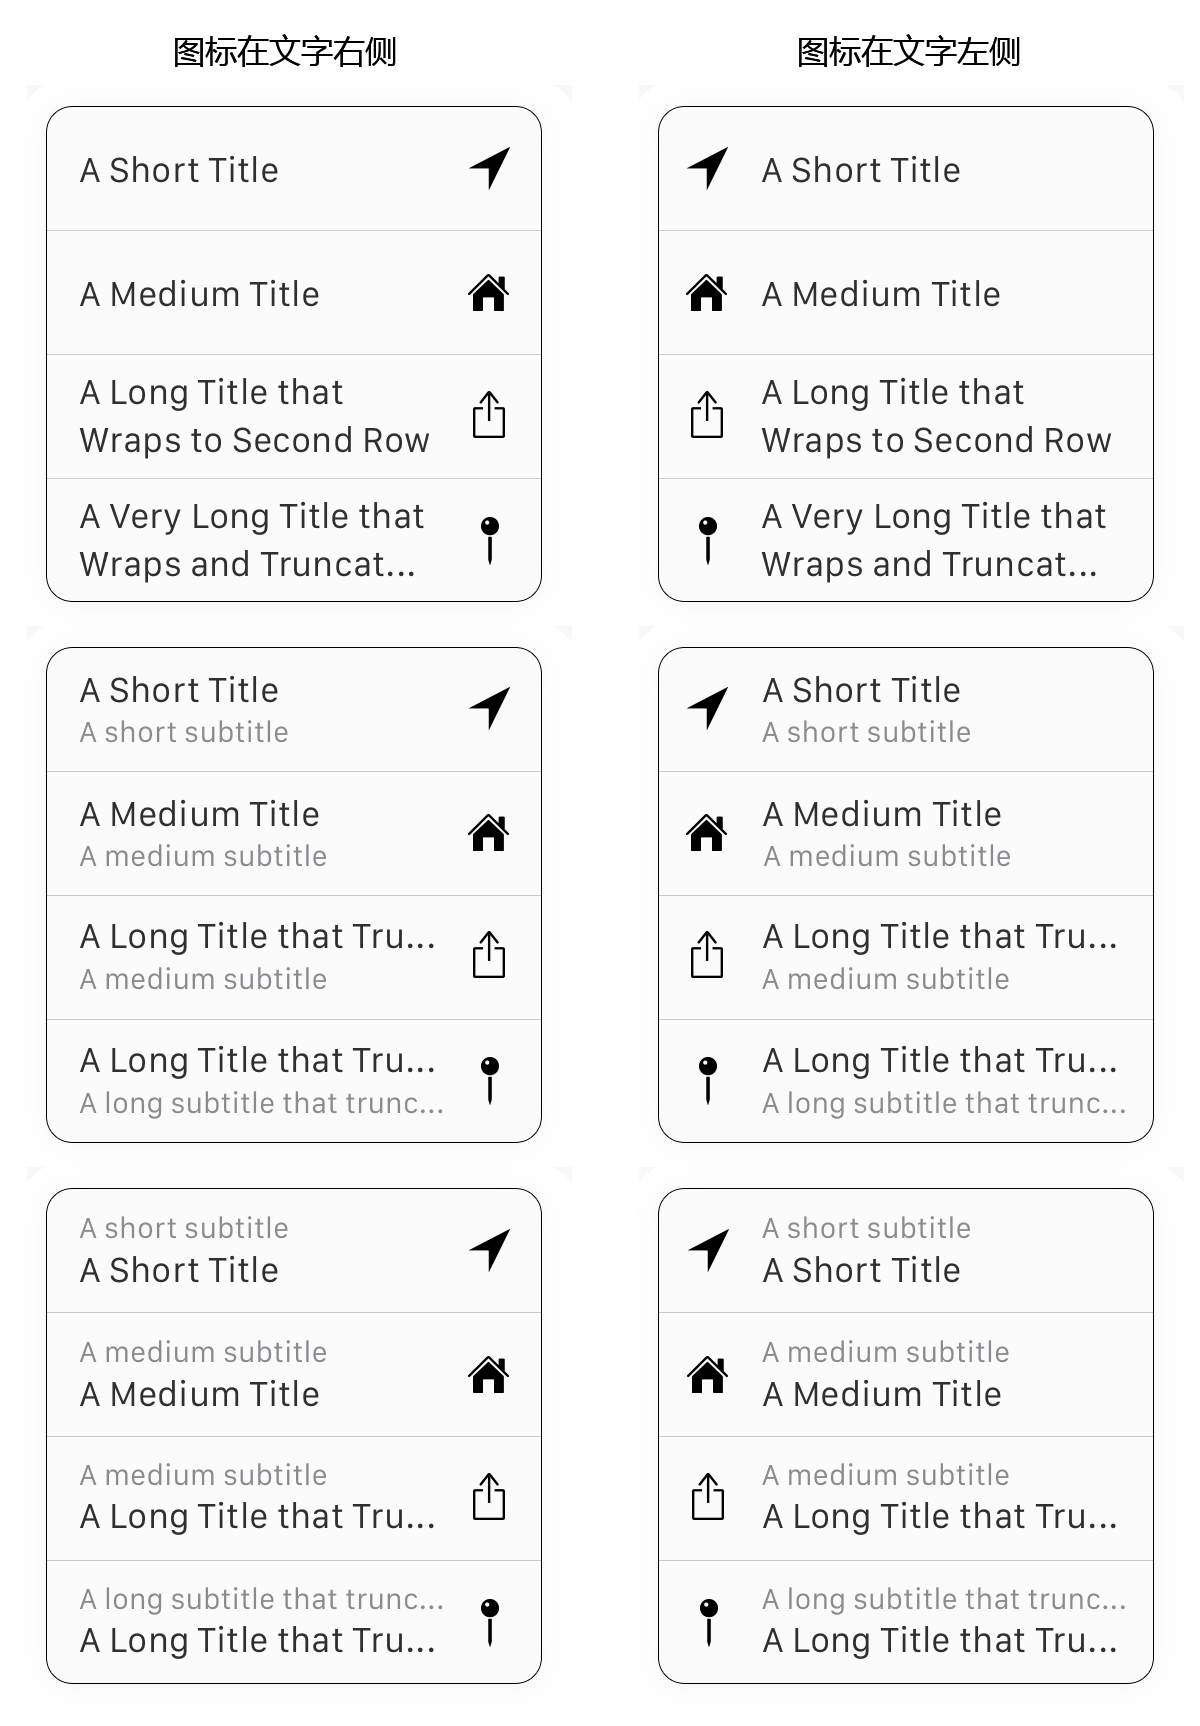 图标在文字右侧
A Short Title
A Medium Title
A Long Title that
Wraps to Second Row
A Very Long Title that
Wraps and Truncat...
A Short Title
A short subtitle
A Medium Title
A medium subtitle
A Long Title that Tru...
A medium subtitle
A Long Title that Tru...
A long subtitle that trunc...
A short subtitle
A Short Title
A medium subtitle
A Medium Title
A medium subtitle
A Long Title that Tru...
A long subtitle that trunc...
A Long Title that Tru...
图标在文字左侧
A Short Title
A Medium Title
A Long Title that
Wraps to Second Row
A Very Long Title that
Wraps and Truncat...
A Short Title
A short subtitle
A Medium Title
A medium subtitle
A Long Title that Tru...
A medium subtitle
A Long Title that Tru...
A long subtitle that trunc...
A short subtitle
A Short Title
A medium subtitle
A Medium Title
A medium subtitle
A Long Title that Tru...
A long subtitle that trunc...
A Long Title that Tru...